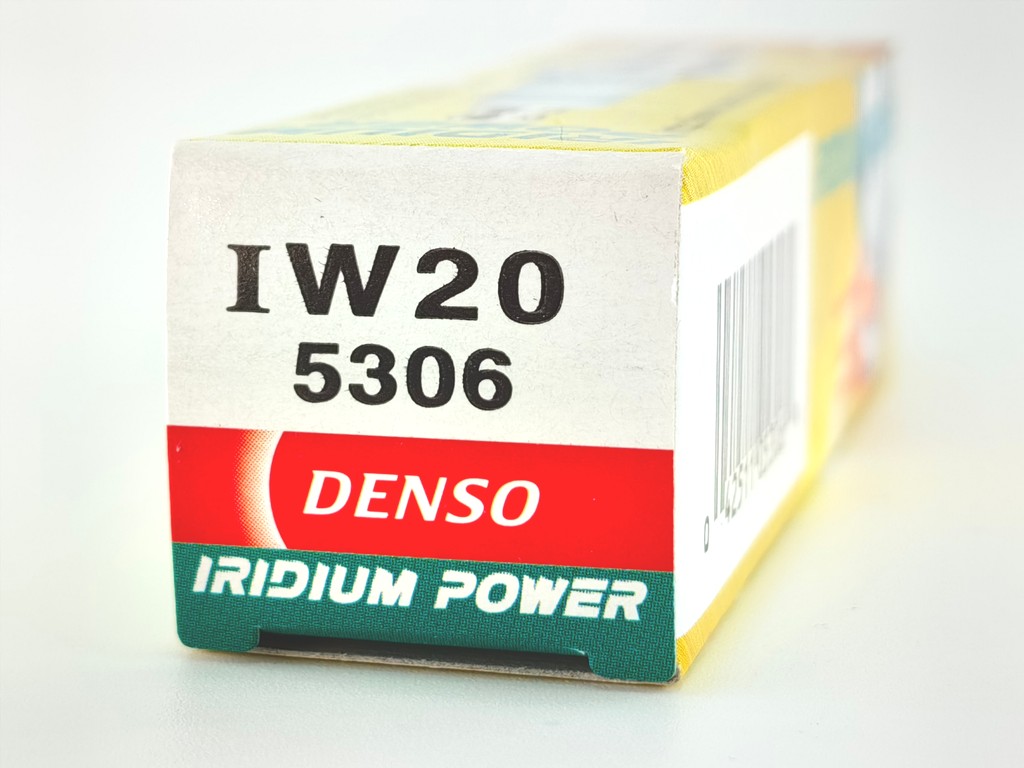 IW20
5306
DENSO
IRIDIUM POWER